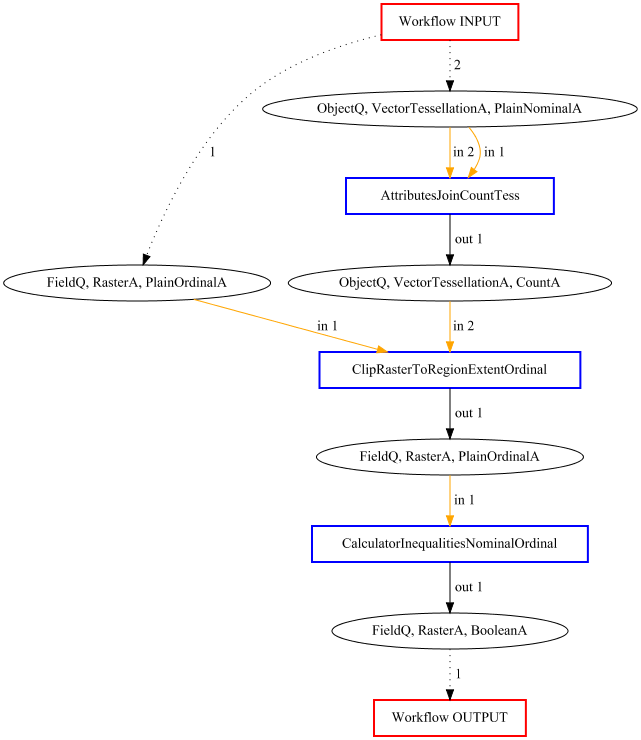 Workflow INPUT
2
ObjectQ, VectorTessellationA, PlainNominalA
1
in 2
in 1
AttributesJoinCountTess
out 1
FieldQ, RasterA, PlainOrdinalA
ObjectQ, VectorTessellationA, CountA
in 1
in 2
ClipRasterToRegionExtentOrdinal
out 1
FieldQ, RasterA, PlainOrdinalA
in 1
CalculatorInequalitiesNominalOrdinal
out 1
FieldQ, RasterA, BooleanA
1
Workflow OUTPUT